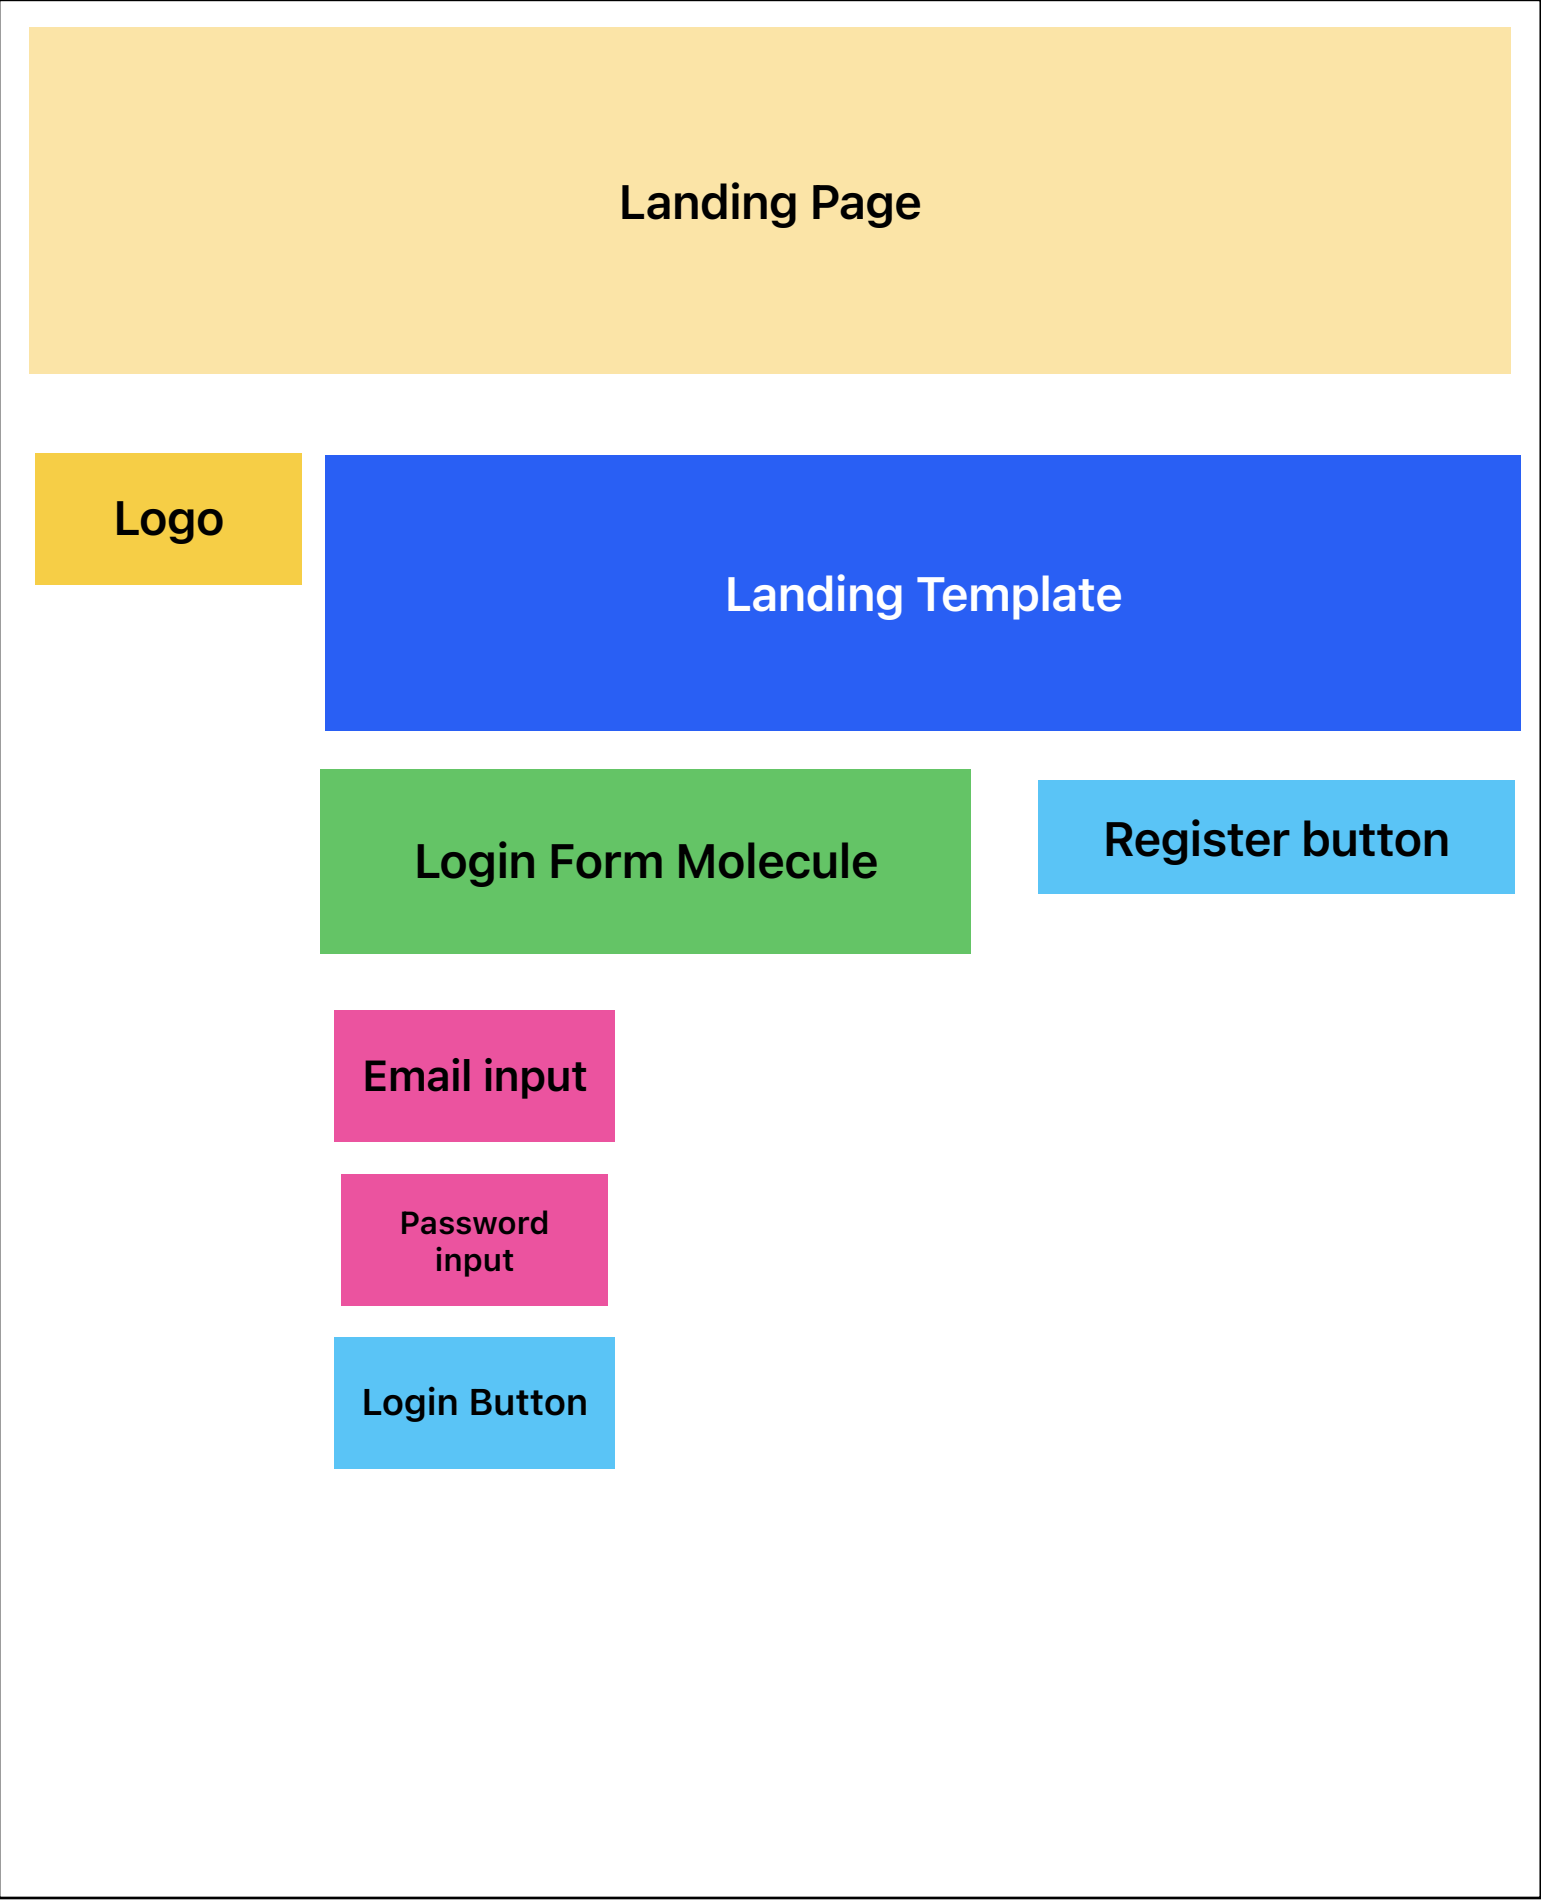 Landing Page
Logo
Landing Template
Login Form Molecule
Register button
Email input
Password
input
Login Button